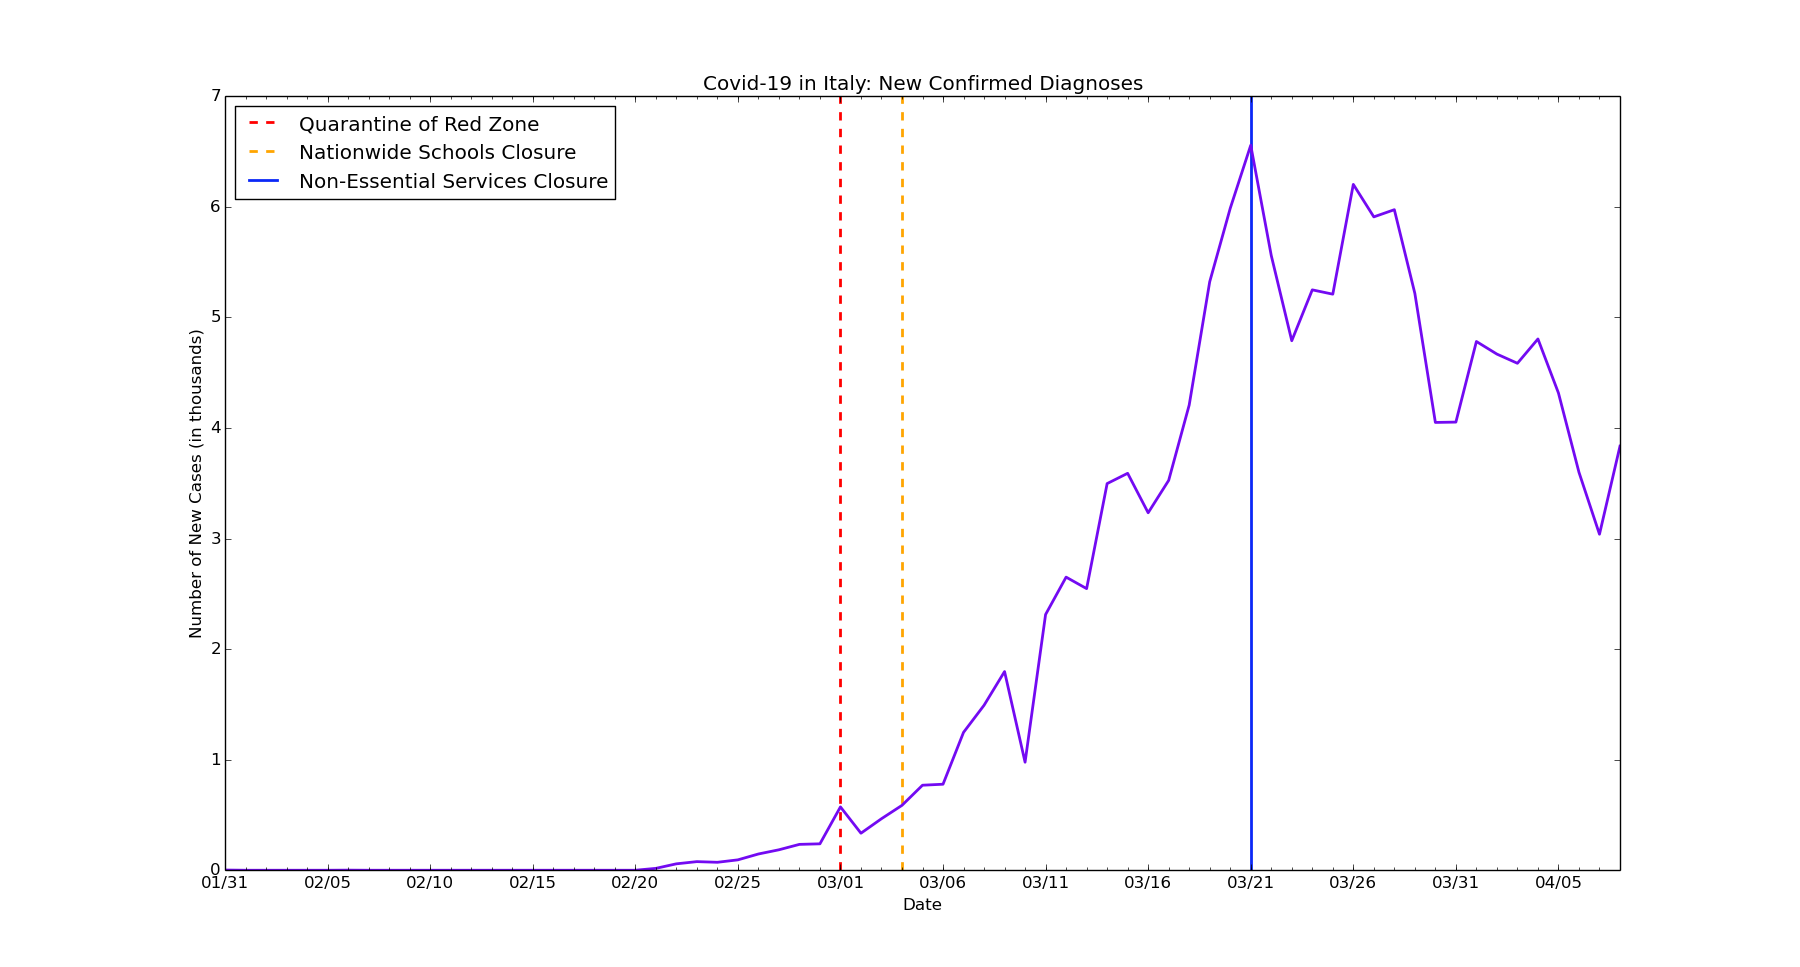 Covid-19 in Italy: New Confirmed Diagnoses
7
Quarantine of Red Zone
Nationwide Schools Closure
Non-Essential Services Closure
6
5
4
3
2
1
0
Number of New Cases (in thousands)
01/31 02/05 02/10 02/15 02/20 02/25 03/01 03/06 03/11 03/16 03/21 03/26 03/31 04/05
Date